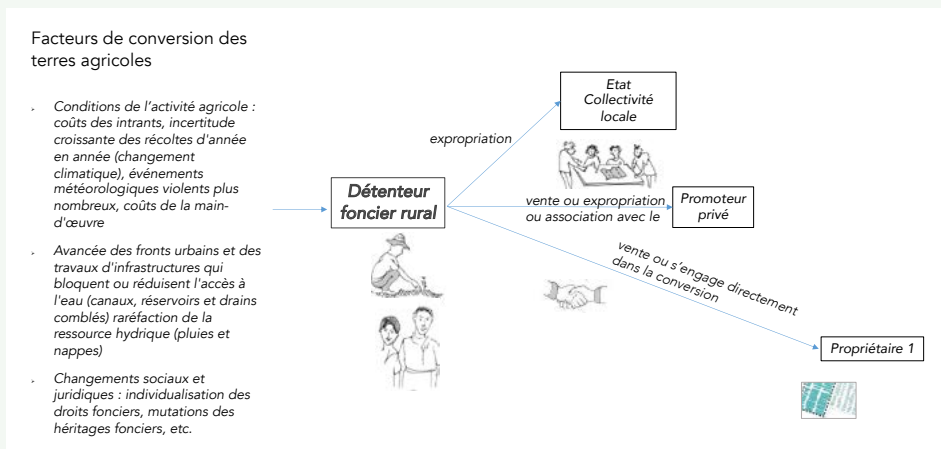 Facteurs de conversion des
terres agricoles
Conditions de l'activité agricole :
coûts des intrants, incertitude
croissante des récoltes d'année
en année (changement
climatique), événements
météorologiques violents plus
nombreux, coûts de la main-
d'œuvre
Avancée des fronts urbains et des
travaux d'infrastructures qui
bloquent ou réduisent l'accès à
l'eau (canaux, réservoirs et drains
comblés) raréfaction de la
ressource hydrique (pluies et
nappes)
Changements sociaux et
juridiques : individualisation des
droits fonciers, mutations des
héritages fonciers, etc.
Détenteur
foncier rural
expropriation
Etat
Collectivité
locale
vente ou expropriation
ou association avec le
Promoteur
privé
vente ou s'engage directement
dans la conversion
Propriétaire 1